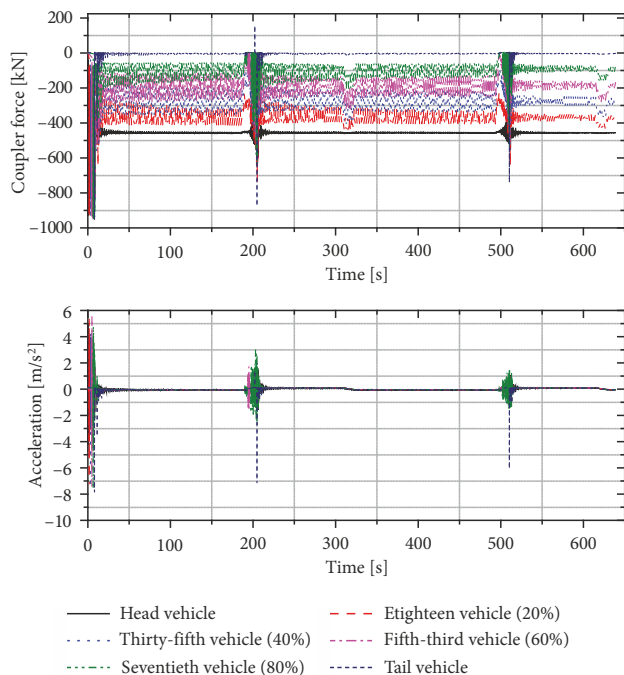 Coupler force [kN]
200
0
−200
−400
−600
−800
−1000
0 100 200 300 400 500 600
Time [s]
Acceleration [m/s²]
6
4
2
0
−2
−4
−6
−8
−10
0 100 200 300 400 500 600
Time [s]
Head vehicle
Etighteen vehicle (20%)
Thirty-fifth vehicle (40%)
Fifth-third vehicle (60%)
Seventieth vehicle (80%)
Tail vehicle